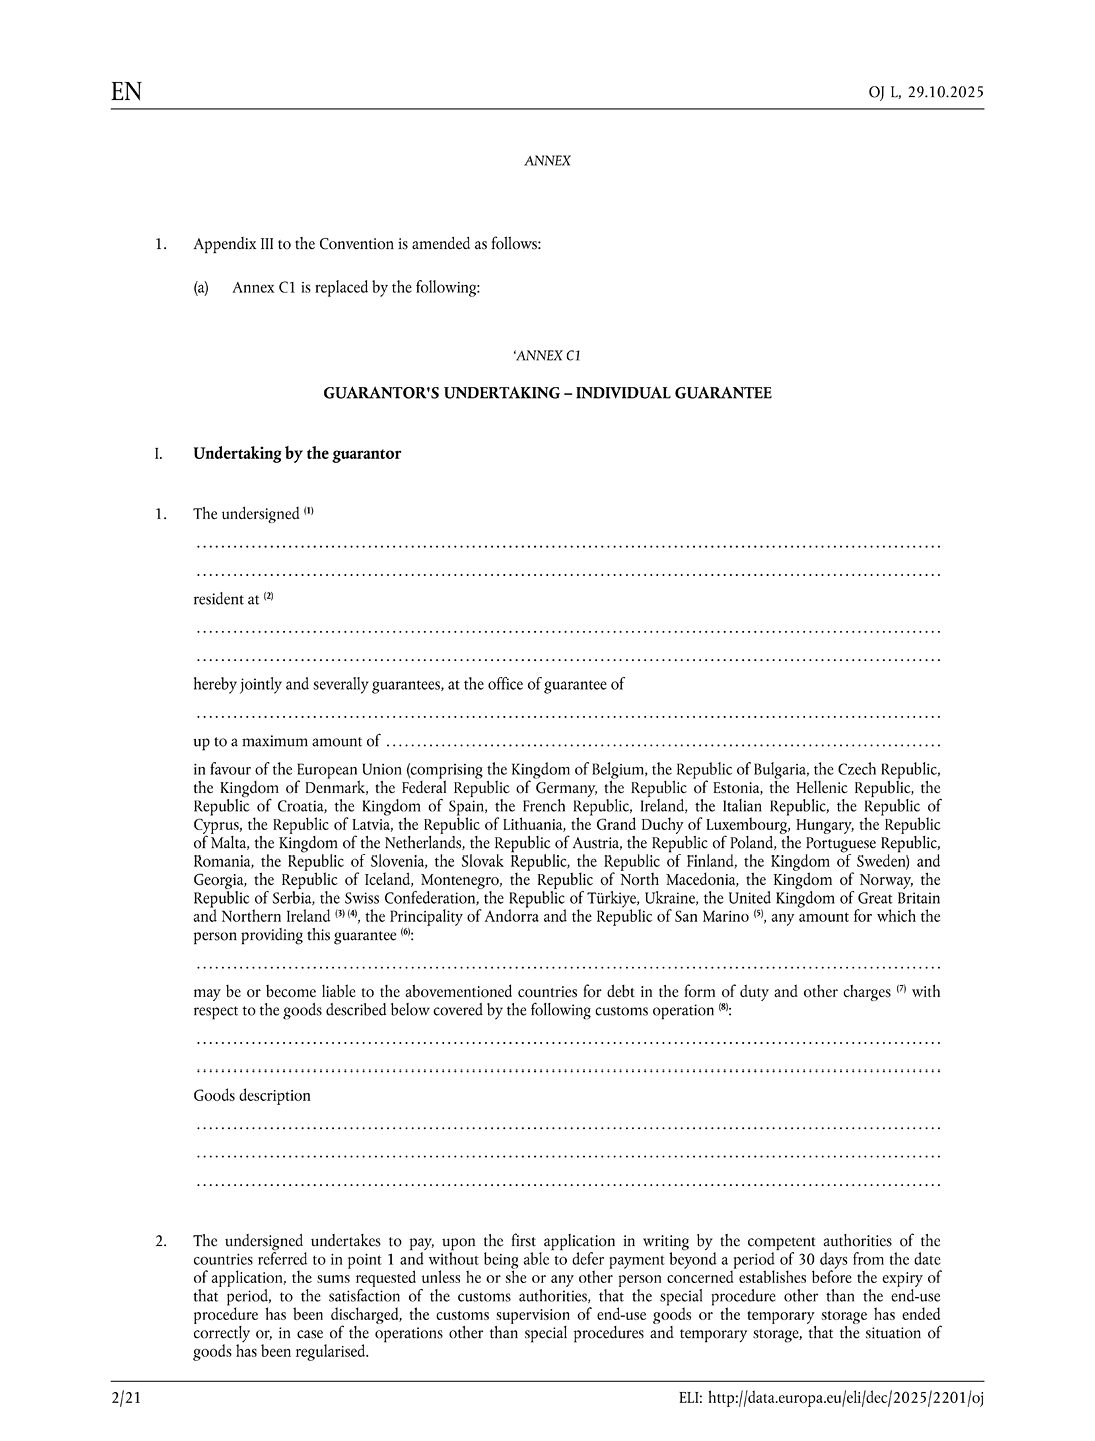 EN
OJ L, 29.10.2025
ANNEX
1. Appendix III to the Convention is amended as follows:
(a) Annex C1 is replaced by the following:
‘ANNEX C1
GUARANTOR'S UNDERTAKING – INDIVIDUAL GUARANTEE
I. Undertaking by the guarantor
1. The undersigned (1)
........................................................................................................................
........................................................................................................................
resident at (2)
........................................................................................................................
........................................................................................................................
hereby jointly and severally guarantees, at the office of guarantee of
........................................................................................................................
up to a maximum amount of ..........................................................................................
in favour of the European Union (comprising the Kingdom of Belgium, the Republic of Bulgaria, the Czech Republic,
the Kingdom of Denmark, the Federal Republic of Germany, the Republic of Estonia, the Hellenic Republic, the
Republic of Croatia, the Kingdom of Spain, the French Republic, Ireland, the Italian Republic, the Republic of
Cyprus, the Republic of Latvia, the Republic of Lithuania, the Grand Duchy of Luxembourg, Hungary, the Republic
of Malta, the Kingdom of the Netherlands, the Republic of Austria, the Republic of Poland, the Portuguese Republic,
Romania, the Republic of Slovenia, the Slovak Republic, the Republic of Finland, the Kingdom of Sweden) and
Georgia, the Republic of Iceland, Montenegro, the Republic of North Macedonia, the Kingdom of Norway, the
Republic of Serbia, the Swiss Confederation, the Republic of Türkiye, Ukraine, the United Kingdom of Great Britain
and Northern Ireland (3) (4), the Principality of Andorra and the Republic of San Marino (5), any amount for which the
person providing this guarantee (6):
........................................................................................................................
may be or become liable to the abovementioned countries for debt in the form of duty and other charges (7) with
respect to the goods described below covered by the following customs operation (8):
........................................................................................................................
........................................................................................................................
Goods description
........................................................................................................................
........................................................................................................................
........................................................................................................................
2. The undersigned undertakes to pay, upon the first application in writing by the competent authorities of the
countries referred to in point 1 and without being able to defer payment beyond a period of 30 days from the date
of application, the sums requested unless he or she or any other person concerned establishes before the expiry of
that period, to the satisfaction of the customs authorities, that the special procedure other than the end-use
procedure has been discharged, the customs supervision of end-use goods or the temporary storage has ended
correctly or, in case of the operations other than special procedures and temporary storage, that the situation of
goods has been regularised.
2/21
ELI: http://data.europa.eu/eli/dec/2025/2201/oj